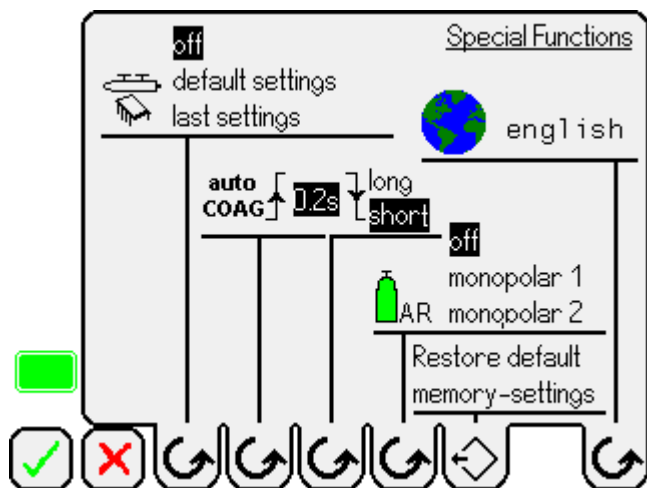 Special Functions
off
default settings
last settings
english
auto
COAG
0.2s
long
short
off
monopolar 1
monopolar 2
AR
Restore default
memory-settings